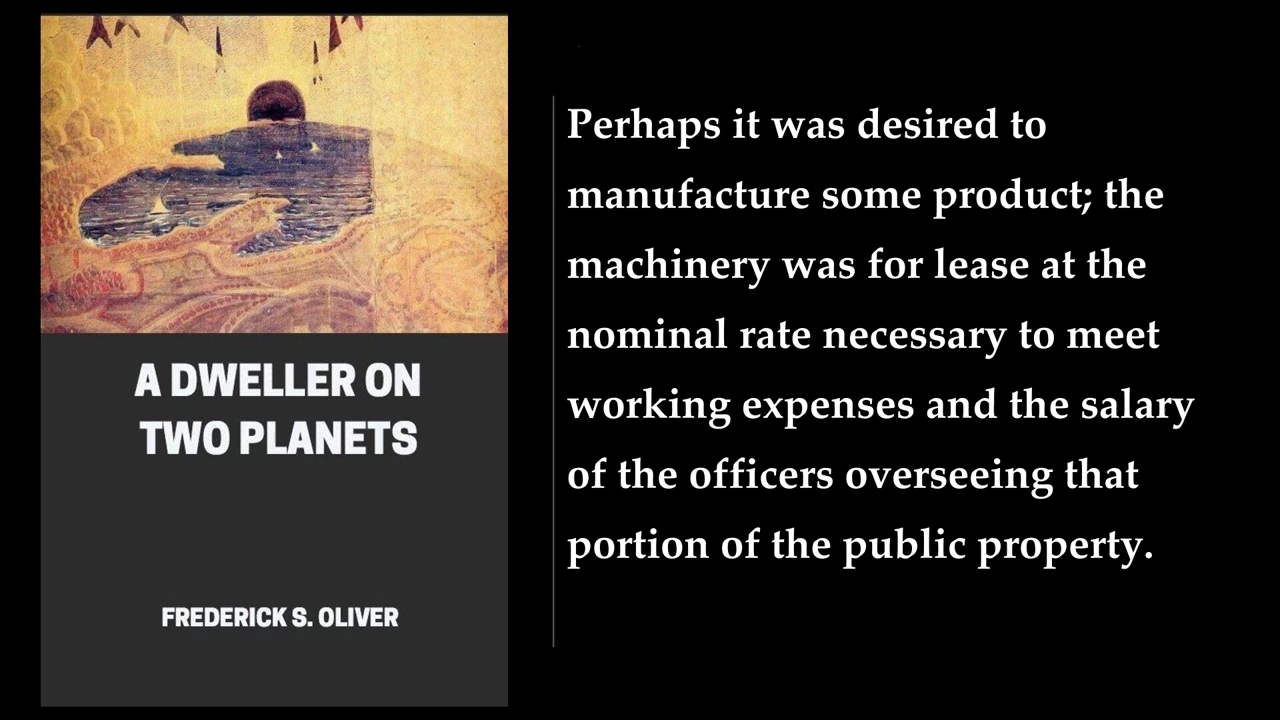 A DWELLER ON
TWO PLANETS
FREDERICK S. OLIVER
Perhaps it was desired to
manufacture some product; the
machinery was for lease at the
nominal rate necessary to meet
working expenses and the salary
of the officers overseeing that
portion of the public property.